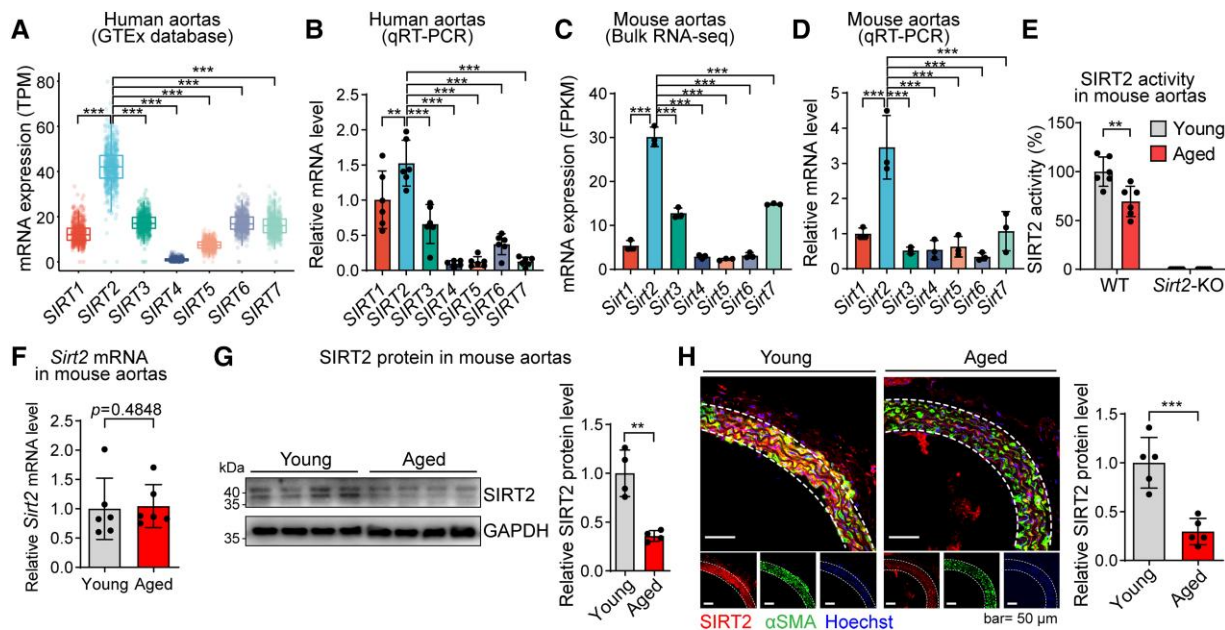 A
Human aortas
(GTEx database)
mRNA expression (TPM)
80
60
40
20
0
***
***
***
***
***
***
SIRT1
SIRT2
SIRT3
SIRT4
SIRT5
SIRT6
SIRT7
B
Human aortas
(qRT-PCR)
Relative mRNA level
2.5
2.0
1.5
1.0
0.5
0.0
**
***
***
***
***
***
SIRT1
SIRT2
SIRT3
SIRT4
SIRT5
SIRT6
SIRT7
C
Mouse aortas
(Bulk RNA-seq)
mRNA expression (FPKM)
40
30
20
10
0
***
***
***
***
***
***
Sirt1
Sirt2
Sirt3
Sirt4
Sirt5
Sirt6
Sirt7
D
Mouse aortas
(qRT-PCR)
Relative mRNA level
5
4
3
2
1
0
***
***
***
***
***
***
Sirt1
Sirt2
Sirt3
Sirt4
Sirt5
Sirt6
Sirt7
E
SIRT2 activity
in mouse aortas
SIRT2 activity (%)
150
100
50
0
**
Young
Aged
WT
Sirt2-KO
F
Sirt2 mRNA
in mouse aortas
Relative Sirt2 mRNA level
2.5
2.0
1.5
1.0
0.5
0.0
p=0.4848
Young
Aged
G
SIRT2 protein in mouse aortas
kDa
Young
Aged
40
35
SIRT2
35
GAPDH
Relative SIRT2 protein level
1.5
1.0
0.5
0.0
**
Young
Aged
H
Young
Aged
SIRT2 αSMA Hoechst
bar= 50 µm
Relative SIRT2 protein level
1.5
1.0
0.5
0.0
***
Young
Aged